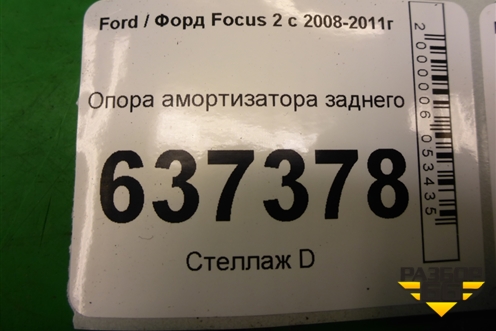 Ford / Форд Focus 2 с 2008-2011г
Опора амортизатора заднего
637378
Стеллаж D
2000006053435
РАЗБОР